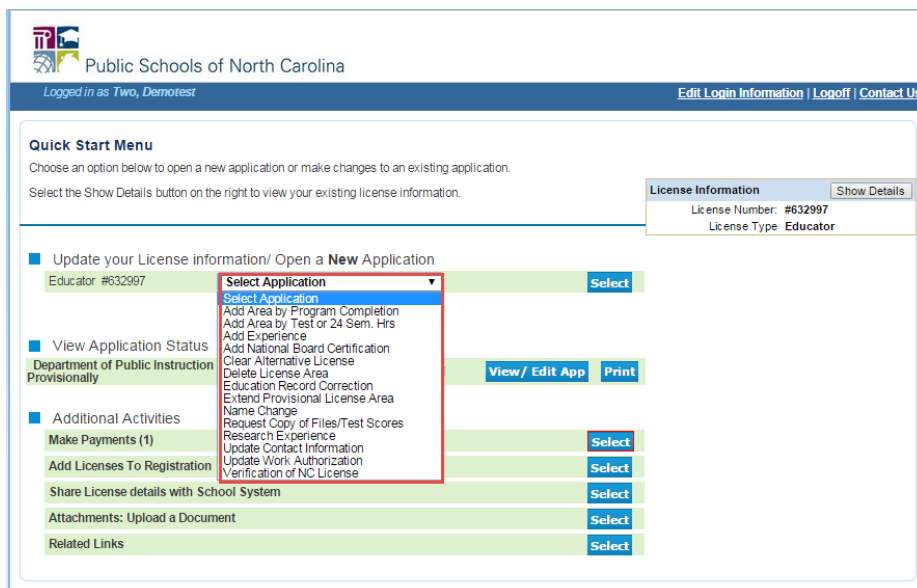 Public Schools of North Carolina
Logged in as Two, Demotest
Edit Login Information | Logoff | Contact Us
Quick Start Menu
Choose an option below to open a new application or make changes to an existing application.
Select the Show Details button on the right to view your existing license information.
License Information
Show Details
License Number: #632997
License Type Educator
Update your License information/ Open a New Application
Educator #632997
Select Application
Select
Select Application
Add Area by Program Completion
Add Area by Test or 24 Sem. Hrs
Add Experience
Add National Board Certification
Clear Alternative License
Delete License Area
Education Record Correction
Extend Provisional License Area
Name Change
Request Copy of Files/Test Scores
Research Experience
Update Contact Information
Update Work Authorization
Verification of NC License
View Application Status
Department of Public Instruction
Provisionally
View/ Edit App
Print
Additional Activities
Make Payments (1)
Select
Add Licenses To Registration
Select
Share License details with School System
Select
Attachments: Upload a Document
Select
Related Links
Select